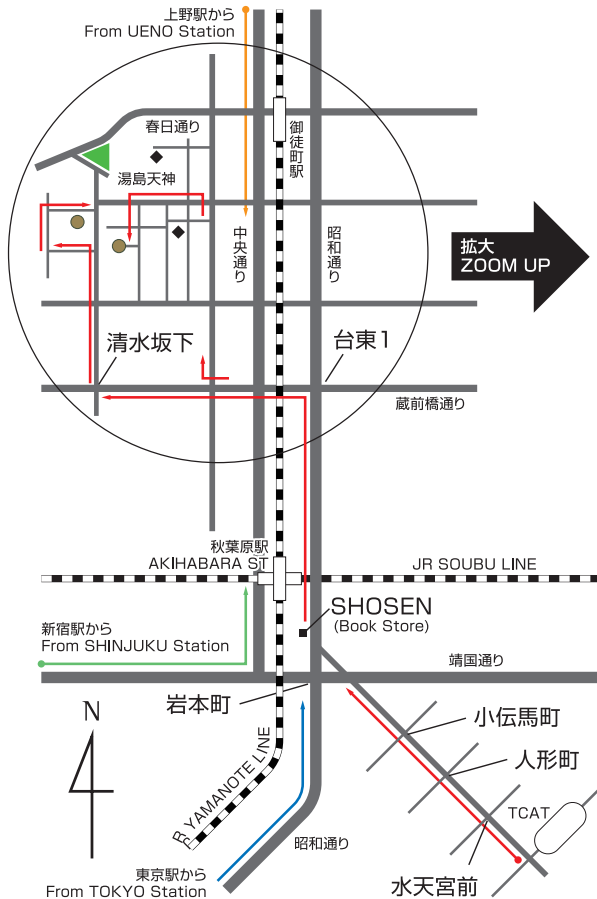 上野駅から
From UENO Station
春日通り
御徒町駅
湯島天神
中央通り
昭和通り
拡大
ZOOM UP
清水坂下
台東1
蔵前橋通り
秋葉原駅
AKIHABARA ST
JR SOUBU LINE
SHOSEN
(Book Store)
新宿駅から
From SHINJUKU Station
靖国通り
岩本町
N
小伝馬町
人形町
R YAMANOTE LINE
TCAT
昭和通り
水天宮前
東京駅から
From TOKYO Station